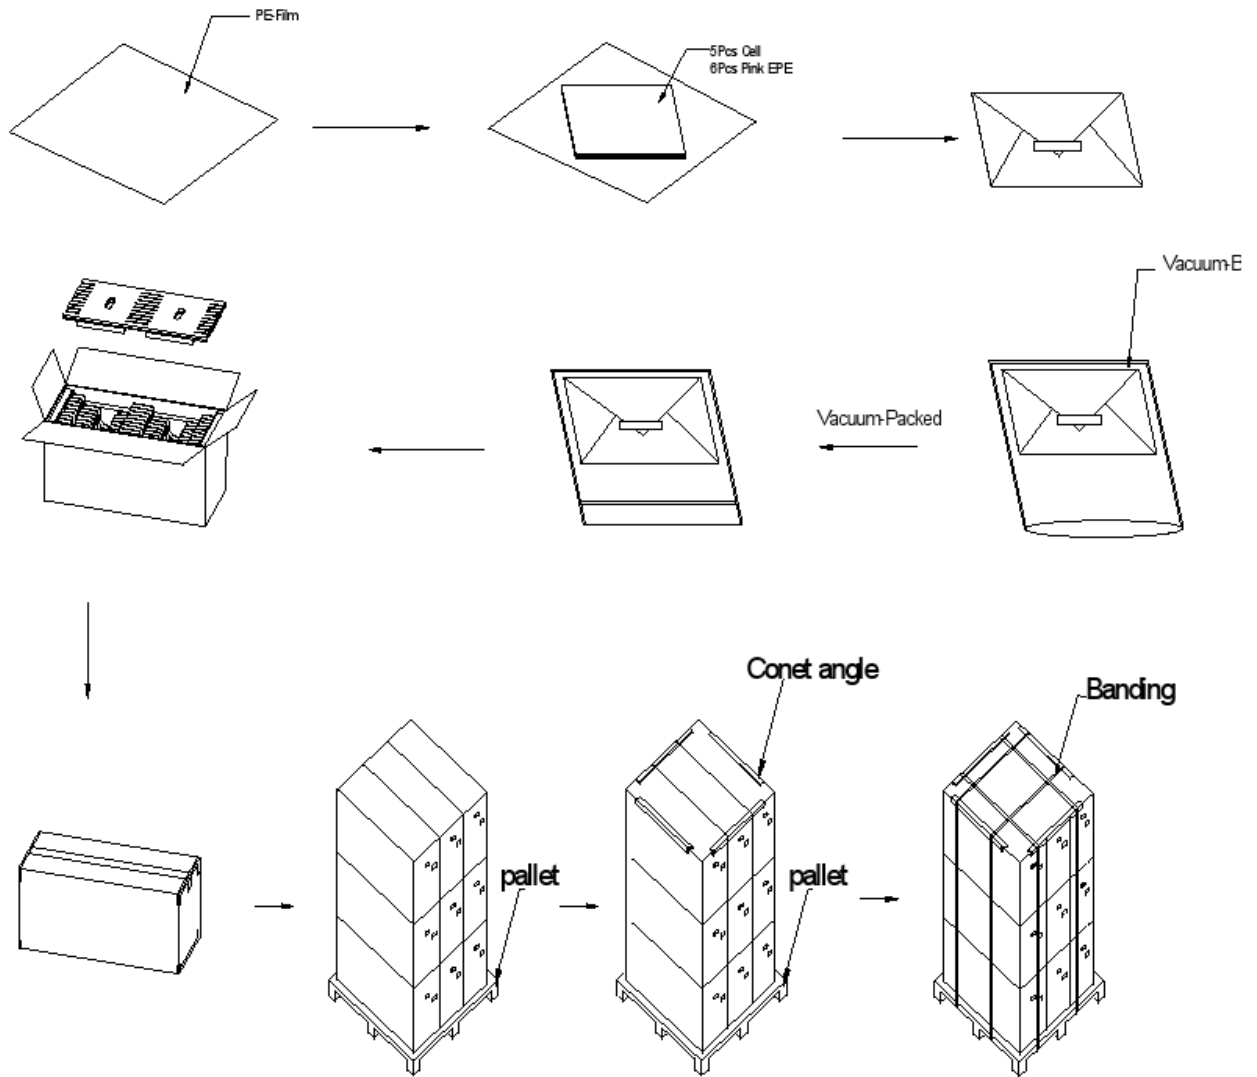 PE-Film
5Pcs Cell
6Pcs Pink EPE
Vacuum-E
Vacuum-Packed
Conet angle
Banding
pallet
pallet